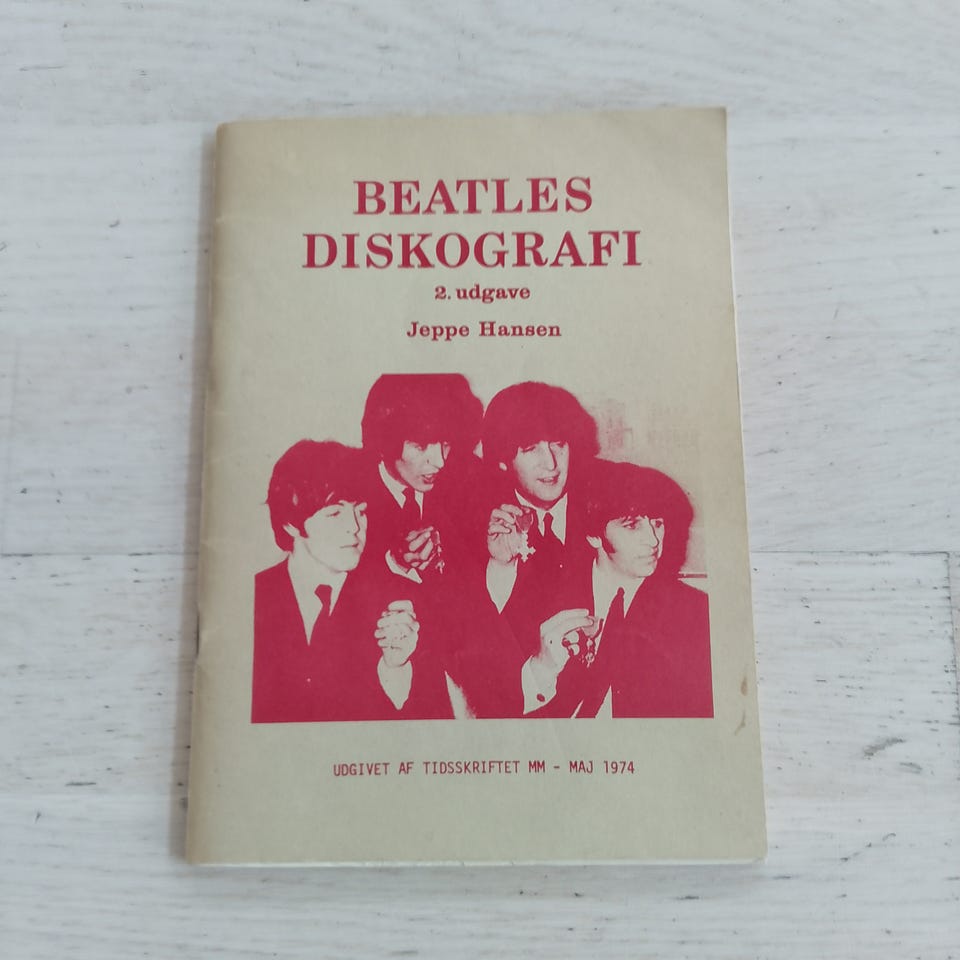 BEATLES
DISKOGRAFI
2. udgave
Jeppe Hansen
UDGIVET AF TIDSSKRIFTET MM - MAJ 1974